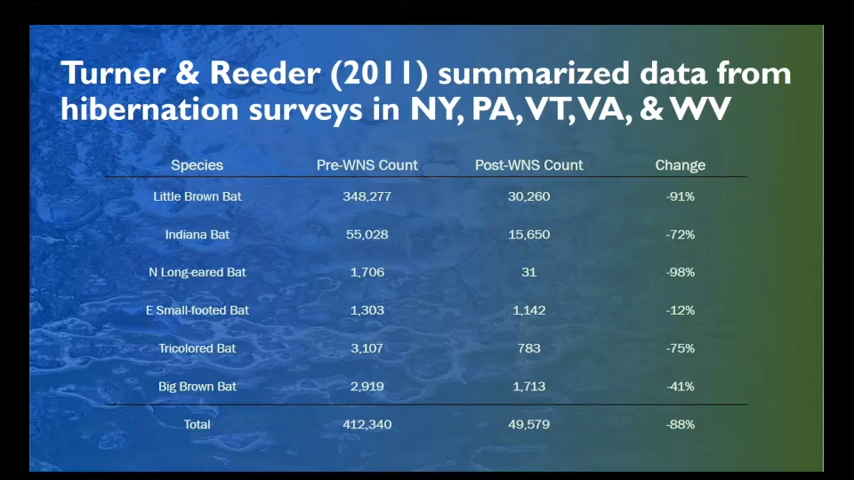 Turner & Reeder (2011) summarized data from
hibernation surveys in NY, PA, VT, VA, & WV
Species Pre-WNS Count Post-WNS Count Change
Little Brown Bat 348,277 30,260 -91%
Indiana Bat 55,028 15,650 -72%
N Long-eared Bat 1,706 31 -98%
E Small-footed Bat 1,303 1,142 -12%
Tricolored Bat 3,107 783 -75%
Big Brown Bat 2,919 1,713 -41%
Total 412,340 49,579 -88%